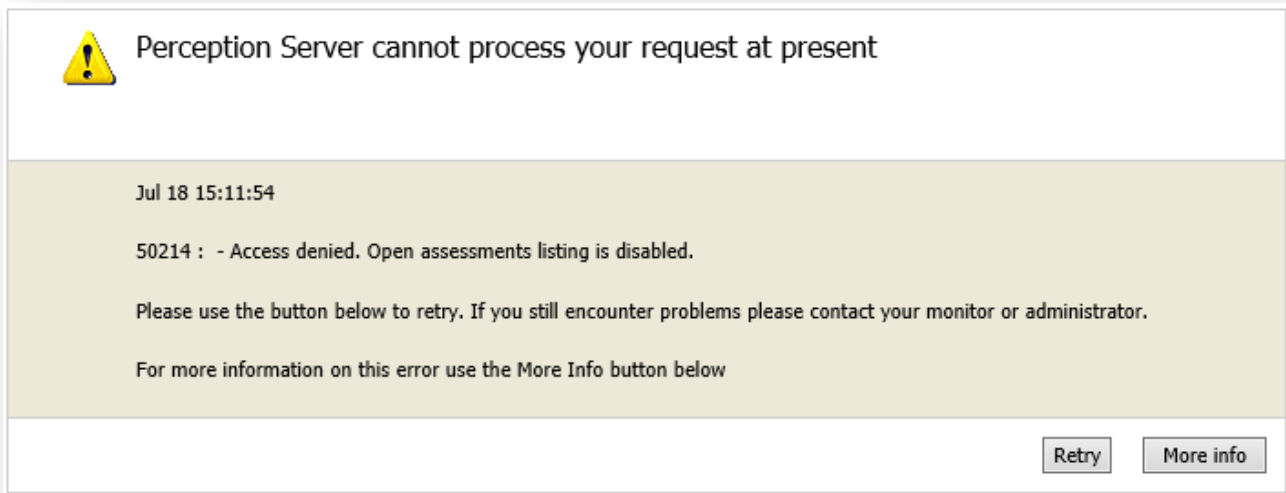 Perception Server cannot process your request at present
Jul 18 15:11:54
50214 :  - Access denied. Open assessments listing is disabled.
Please use the button below to retry. If you still encounter problems please contact your monitor or administrator.
For more information on this error use the More Info button below
Retry
More info